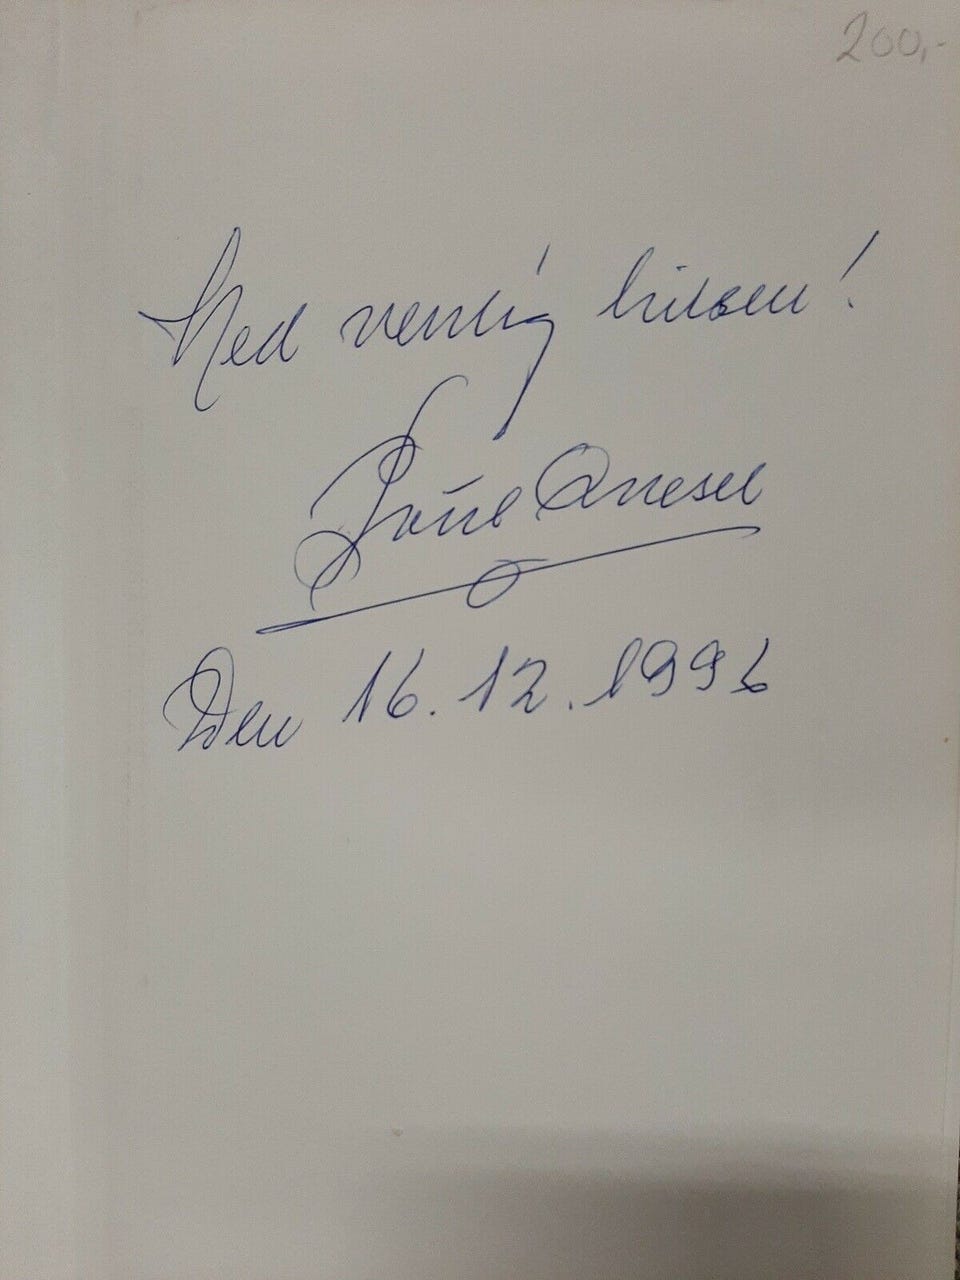 200,-
Med venlig hilsen!
Den 16.12.1996